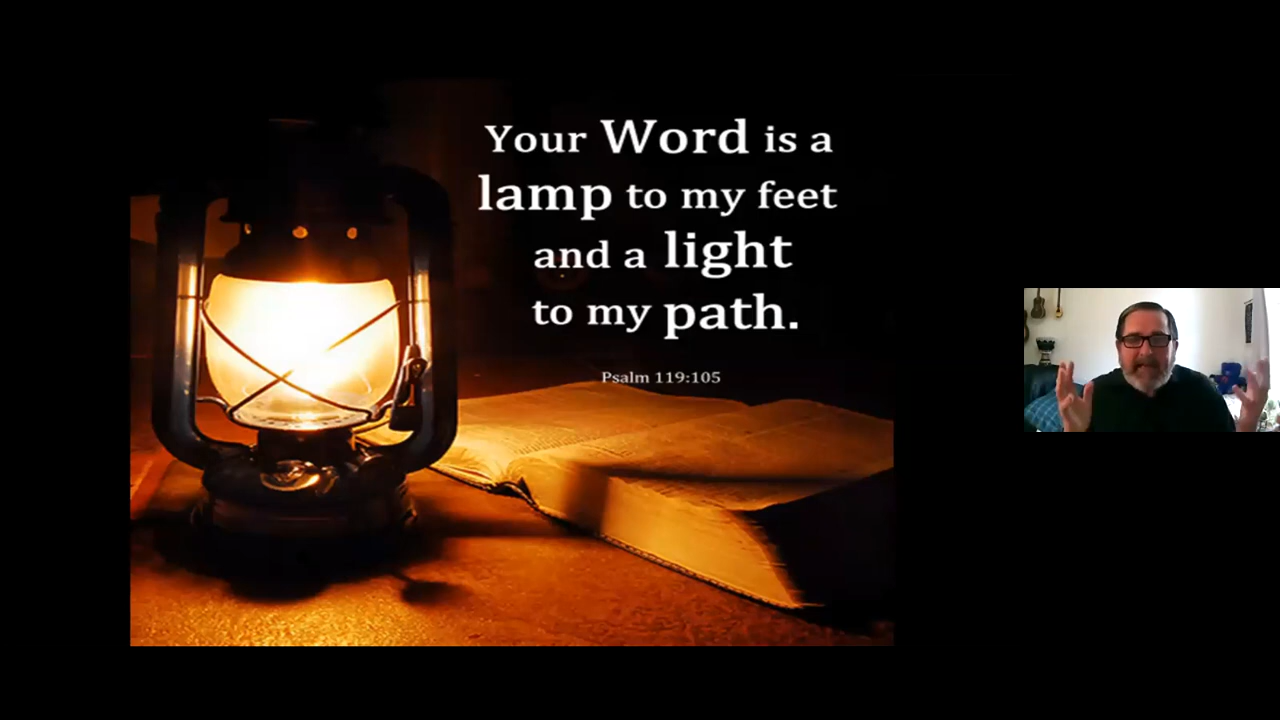 Your Word is a
lamp to my feet
and a light
to my path.
Psalm 119:105